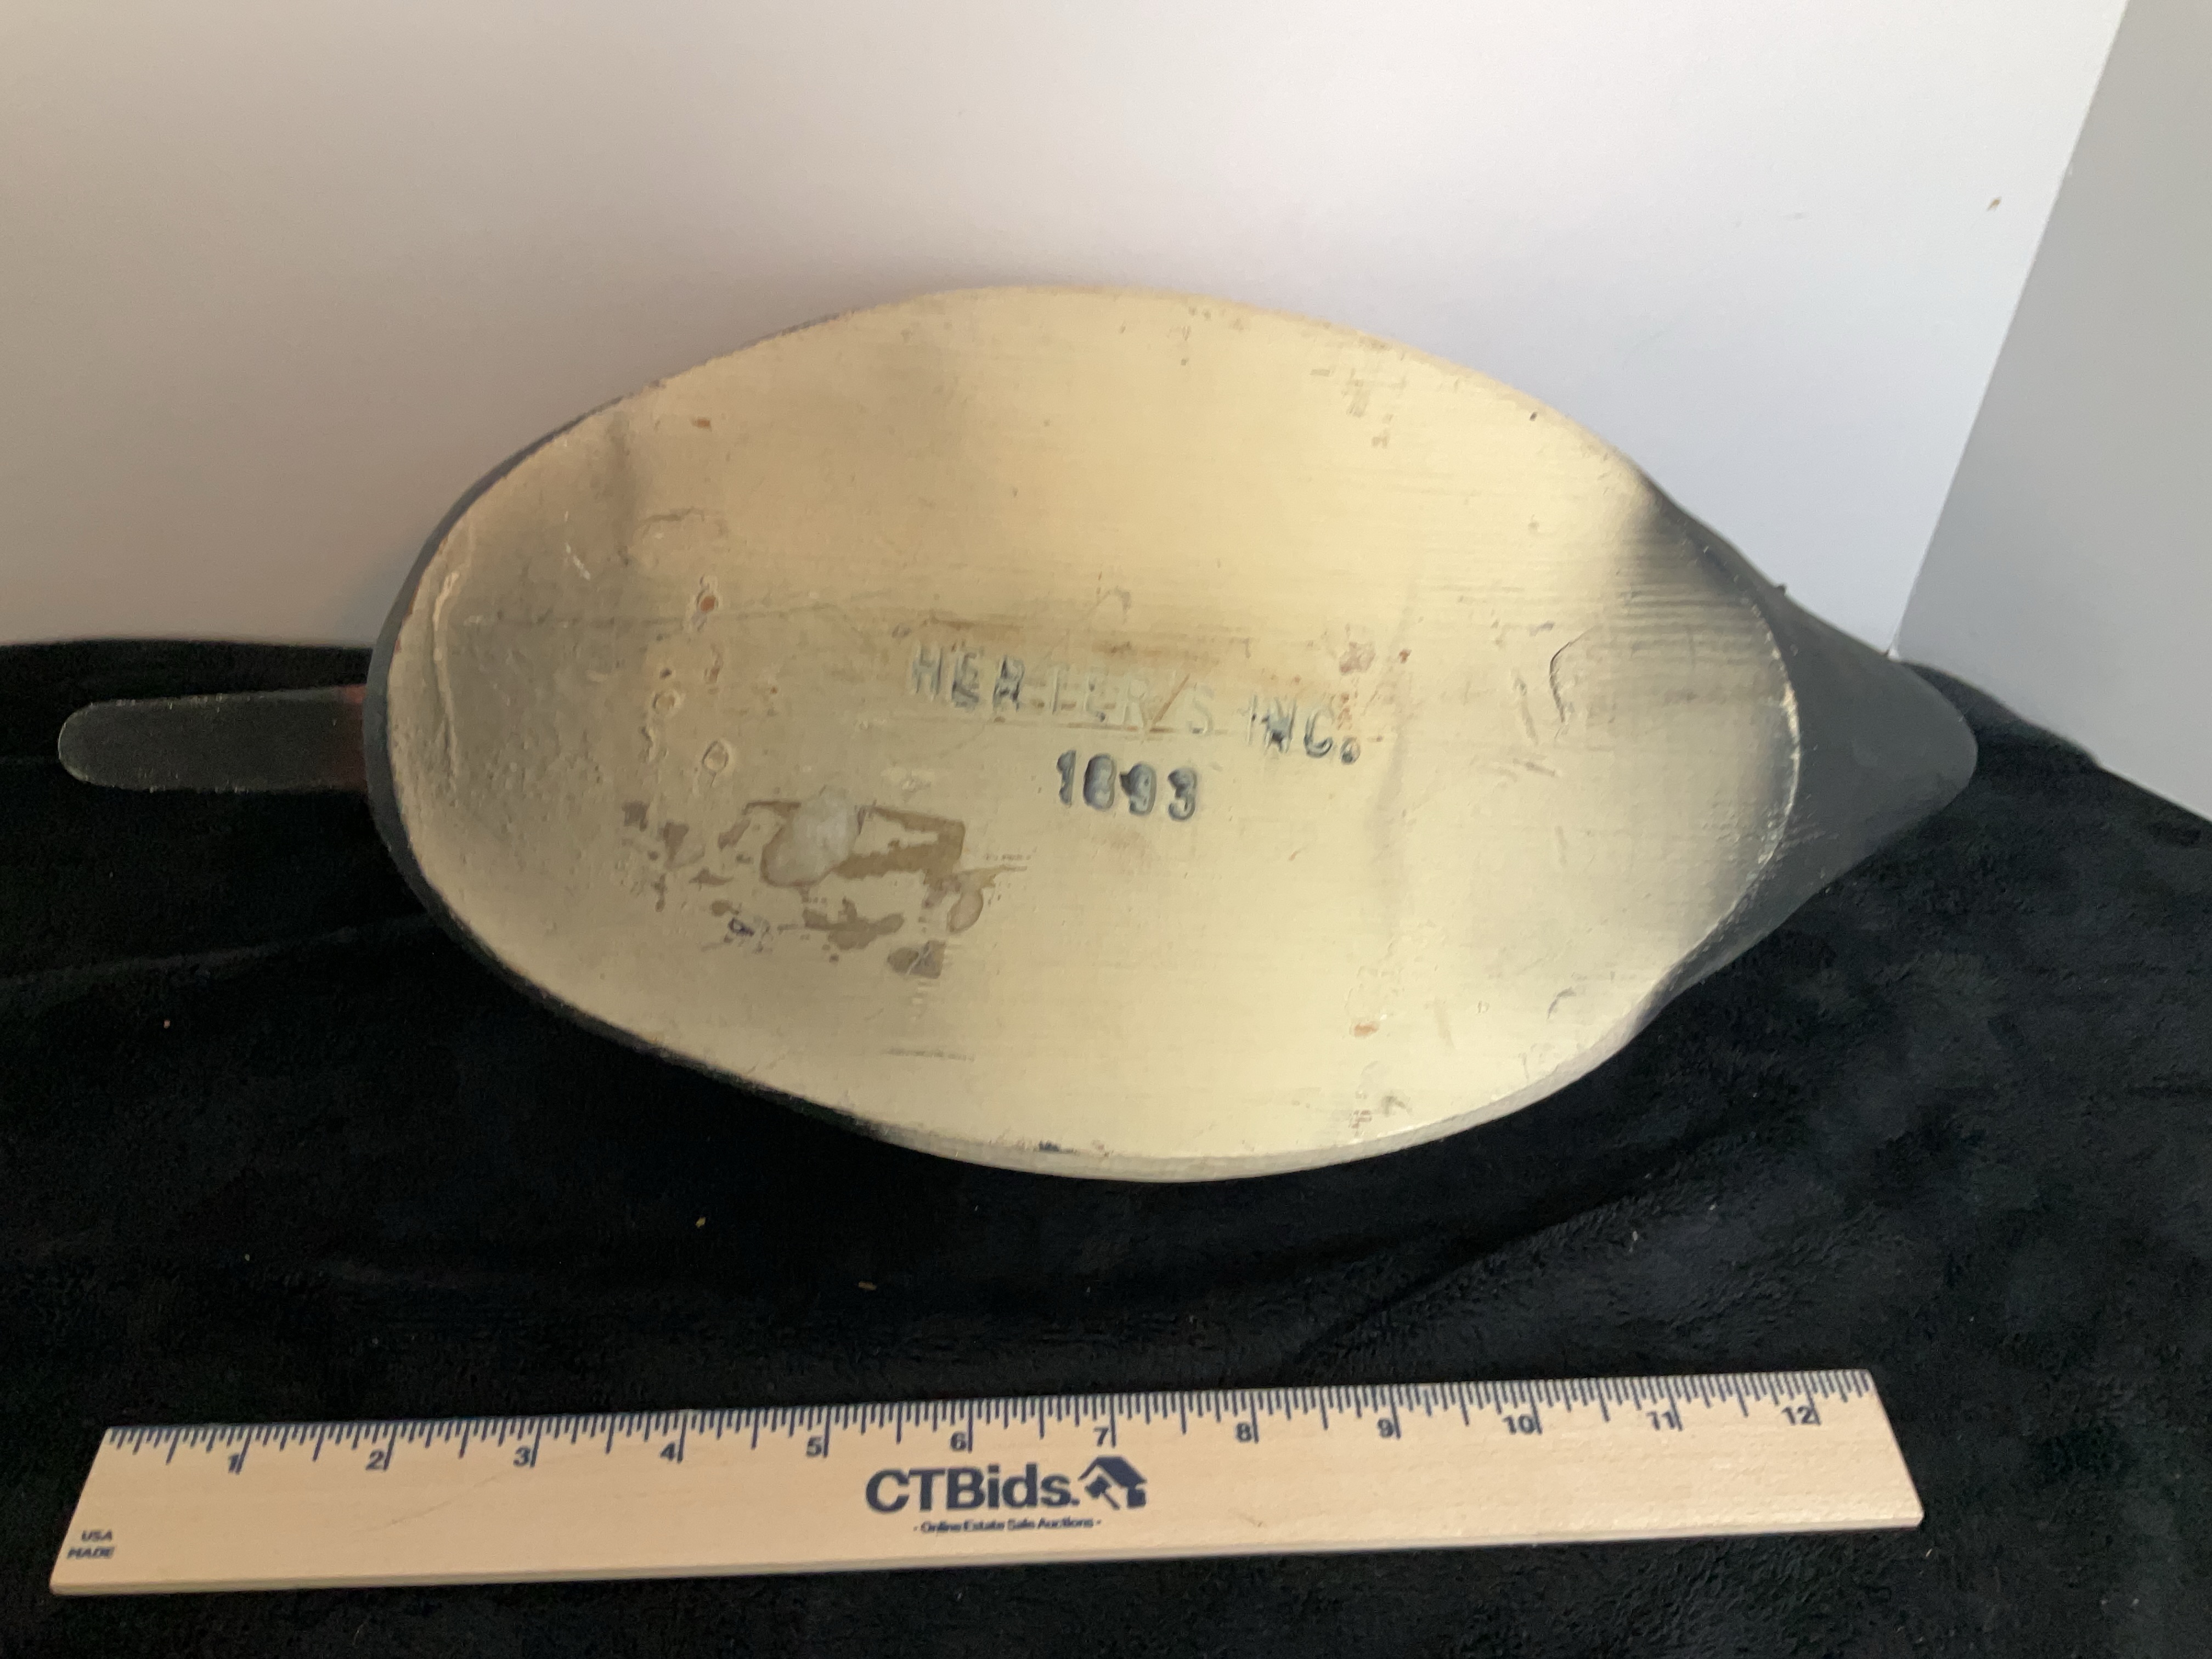 HERTER'S INC.
1893
1 2 3 4 5 6 7 8 9 10 11 12
CTBids.
- Online Estate Sale Auctions -
USA
MADE